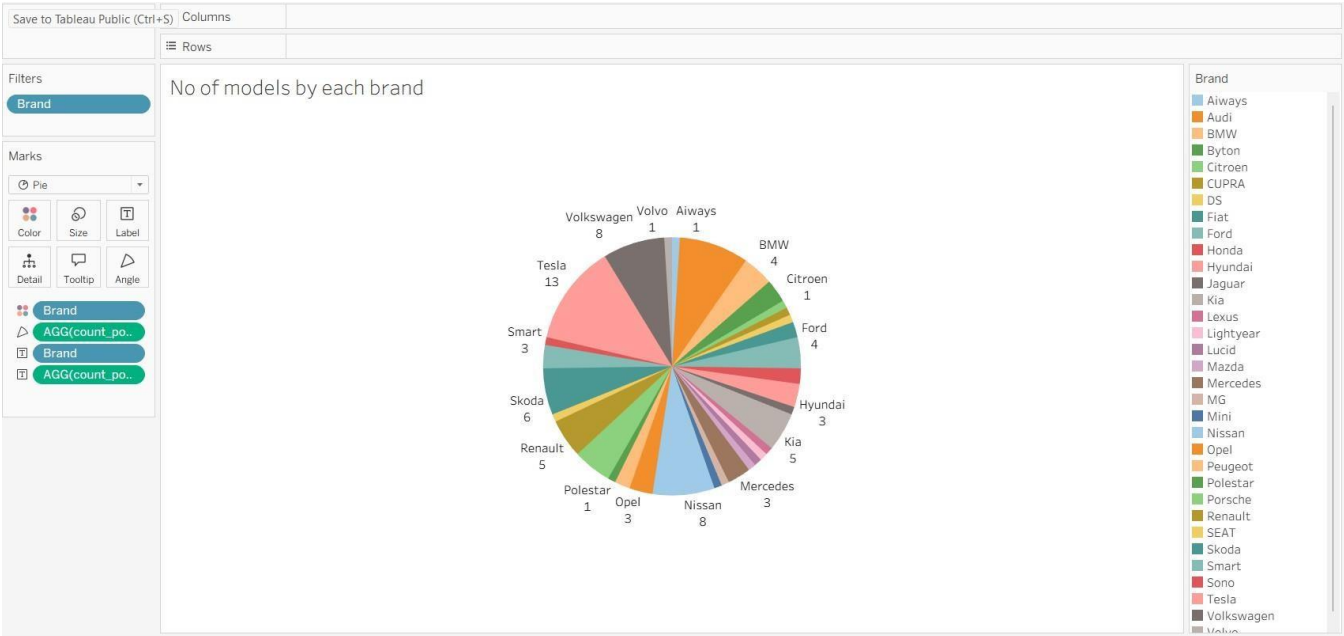 Save to Tableau Public (Ctrl+S) Columns
Rows
Filters
Brand
Marks
Pie
Color Size Label
Detail Tooltip Angle
Brand
AGG(count_po..
Brand
AGG(count_po..
No of models by each brand
Volvo
1
Aiways
1
Volkswagen
8
BMW
4
Tesla
13
Citroen
1
Smart
3
Ford
4
Skoda
6
Hyundai
3
Renault
5
Kia
5
Polestar
1
Opel
3
Nissan
8
Mercedes
3
Brand
Aiways
Audi
BMW
Byton
Citroen
CUPRA
DS
Fiat
Ford
Honda
Hyundai
Jaguar
Kia
Lexus
Lightyear
Lucid
Mazda
Mercedes
MG
Mini
Nissan
Opel
Peugeot
Polestar
Porsche
Renault
SEAT
Skoda
Smart
Sono
Tesla
Volkswagen
Volvo